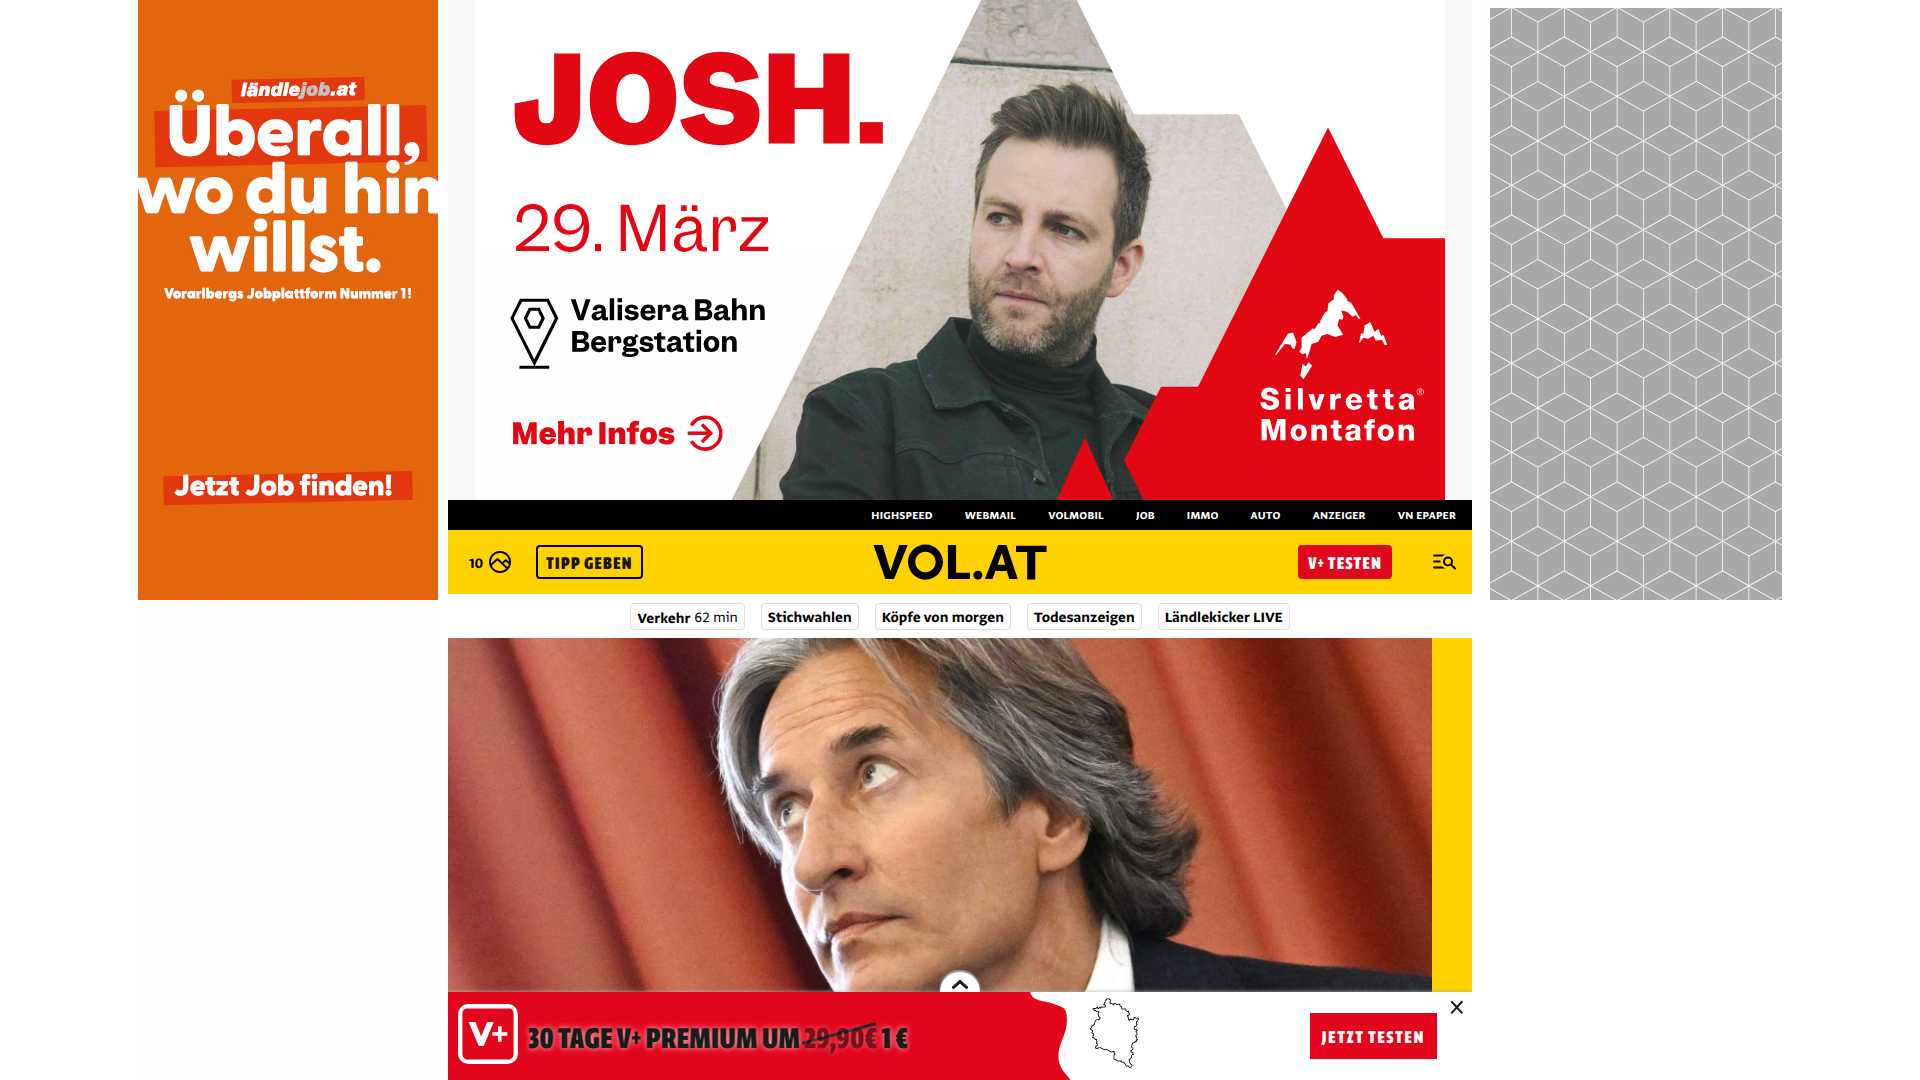 ländlejob.at
Überall,
wo du hin
willst.
Vorarlbergs Jobplattform Nummer 1!
Jetzt Job finden!
JOSH.
29. März
Valisera Bahn
Bergstation
Mehr Infos
Silvretta®
Montafon
HIGHSPEED WEBMAIL VOLMOBIL JOB IMMO AUTO ANZEIGER VN EPAPER
10 TIPP GEBEN VOL.AT V+ TESTEN
Verkehr 62 min Stichwahlen Köpfe von morgen Todesanzeigen Ländlekicker LIVE
V+ 30 TAGE V+ PREMIUM UM 29,90€ 1 € JETZT TESTEN